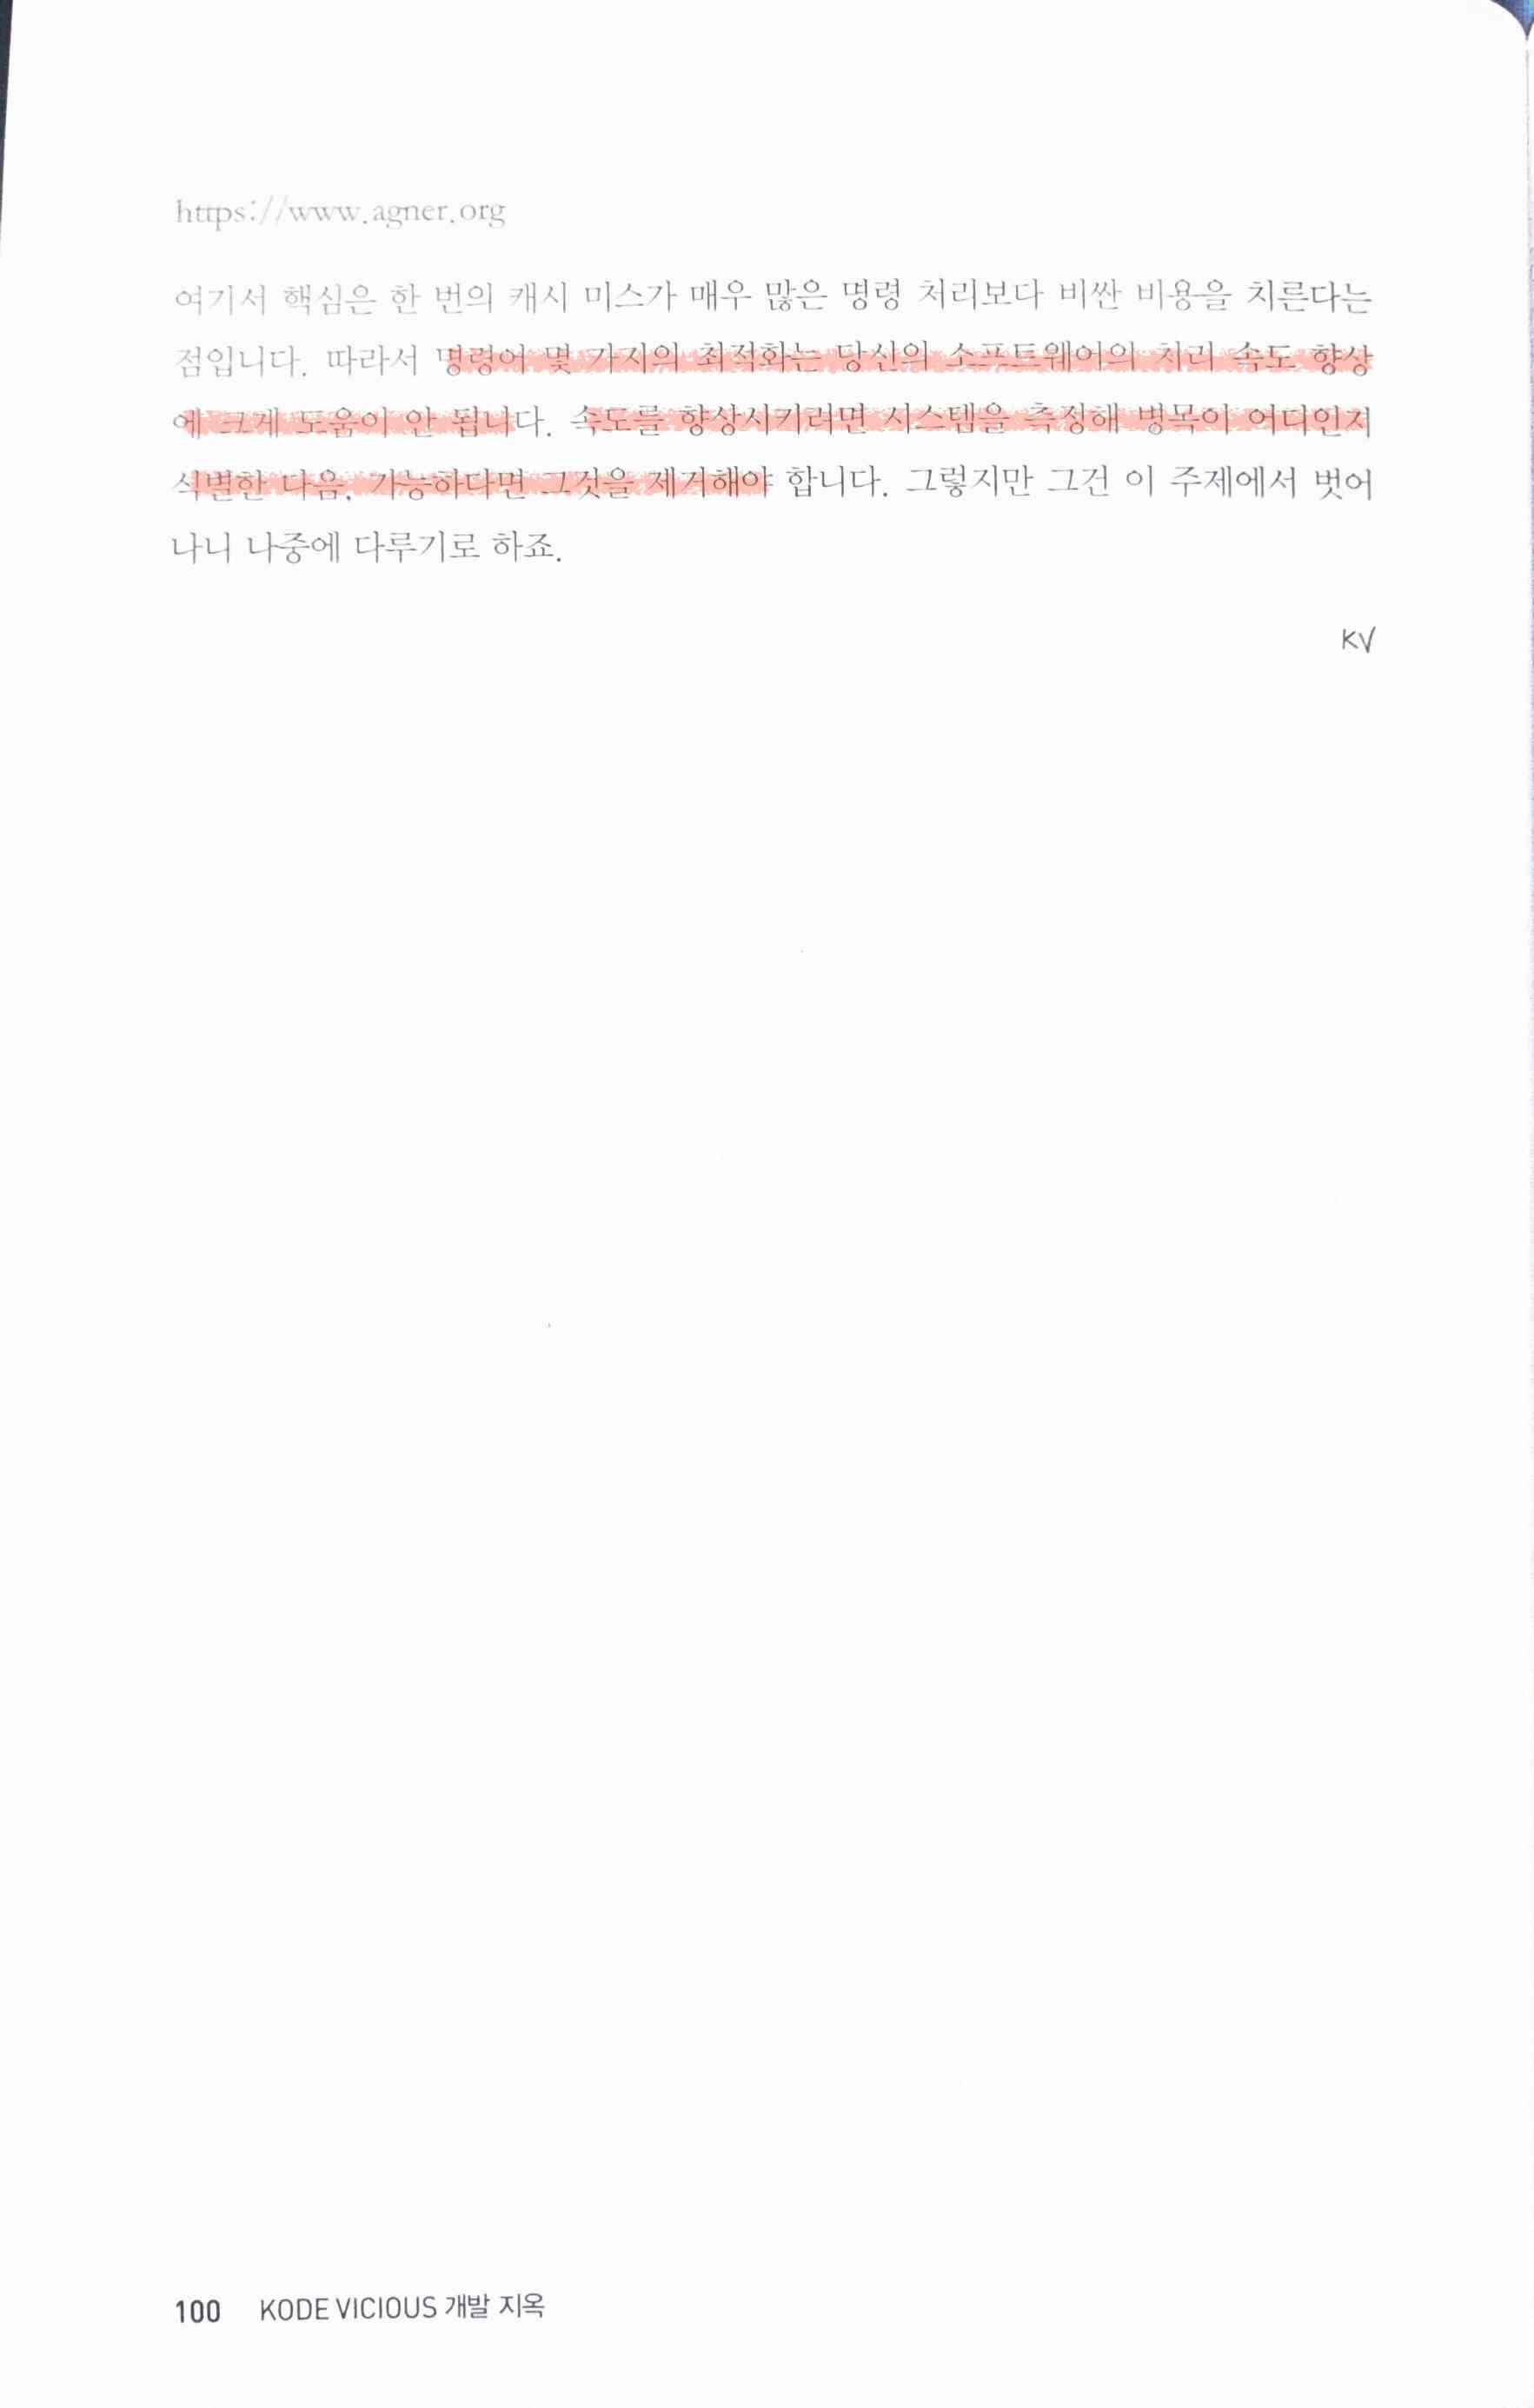 https://www.agner.org
여기서 핵심은 한 번의 캐시 미스가 매우 많은 명령 처리보다 비싼 비용을 치른다는
점입니다. 따라서 명령어 몇 가지의 최적화는 당신의 소프트웨어의 처리 속도 향상
에 크게 도움이 안 됩니다. 속도를 향상시키려면 시스템을 측정해 병목이 어디인지
식별한 다음, 가능하다면 그것을 제거해야 합니다. 그렇지만 그건 이 주제에서 벗어
나니 나중에 다루기로 하죠.
KV
100 KODE VICIOUS 개발 지옥